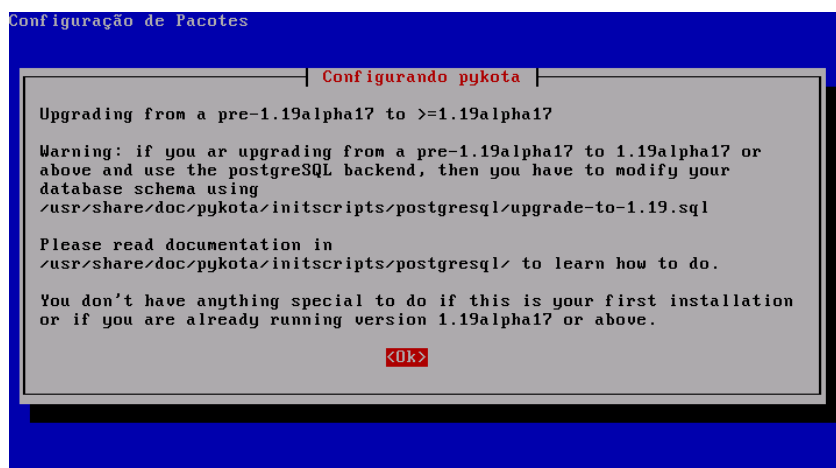 Configuração de Pacotes
Configurando pykota
Upgrading from a pre-1.19alpha17 to >=1.19alpha17
Warning: if you ar upgrading from a pre-1.19alpha17 to 1.19alpha17 or
above and use the postgreSQL backend, then you have to modify your
database schema using
/usr/share/doc/pykota/initscripts/postgresql/upgrade-to-1.19.sql
Please read documentation in
/usr/share/doc/pykota/initscripts/postgresql/ to learn how to do.
You don't have anything special to do if this is your first installation
or if you are already running version 1.19alpha17 or above.
<Ok>